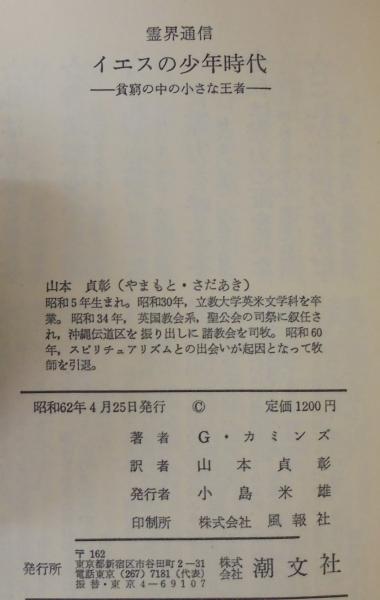 霊界通信
イエスの少年時代
――貧窮の中の小さな王者――
山本 貞彰（やまもと・さだあき）
昭和5年生まれ。昭和30年，立教大学英米文学科を卒
業。昭和34年，英国教会系，聖公会の司祭に叙任さ
れ，沖縄伝道区を振り出しに諸教会を司牧。昭和60
年，スピリチュアリズムとの出会いが起因となって牧
師を引退。
昭和62年4月25日発行 © 定価1200円
著者 G・カミンズ
訳者 山本貞彰
発行者 小島米雄
印制所 株式会社 風報社
〒162
発行所 東京都新宿区市谷田町2―31 株式会社 潮文社
電話東京（267）7181（代表）
振替・東京4―69107